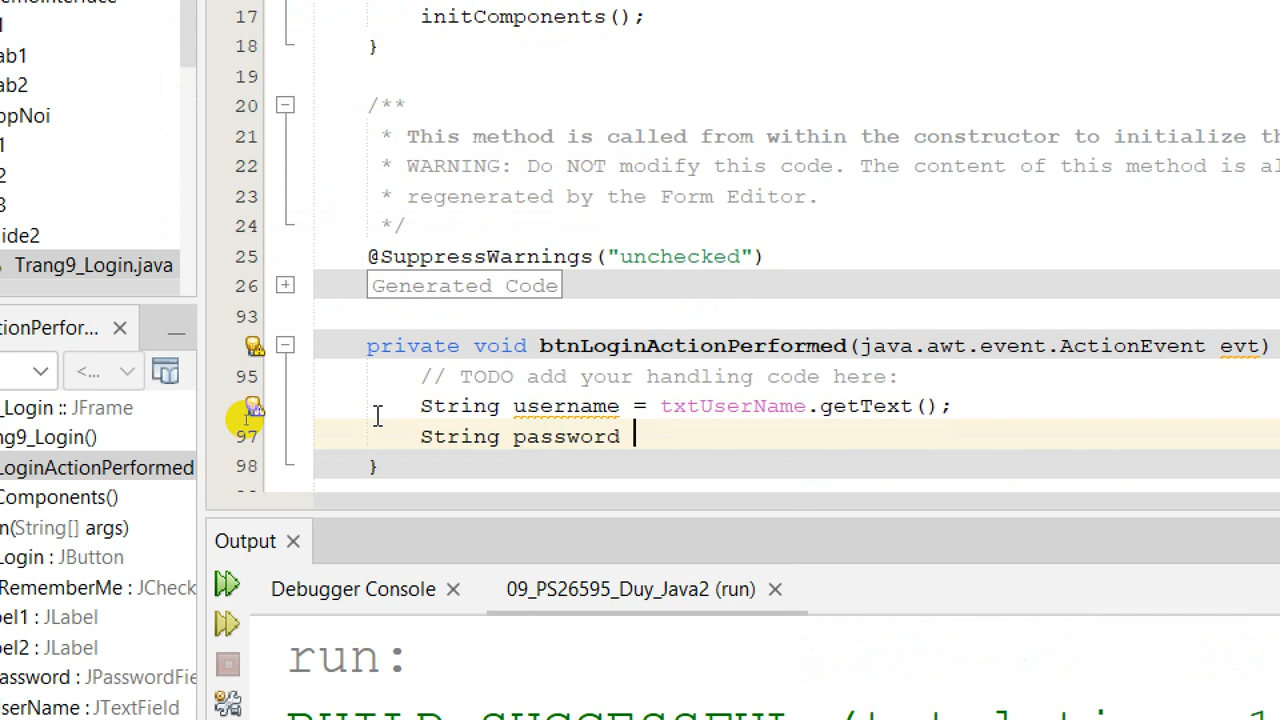 ab1
ab2
ppNoi
1
2
3
ide2
Trang9_Login.java
tionPerfor...
<...
_Login :: JFrame
ng9_Login()
LoginActionPerformed
Components()
n(String[] args)
Login : JButton
RememberMe : JCheck
el1 : JLabel
el2 : JLabel
assword : JPasswordFie
serName : JTextField
17 initComponents();
18 }
19
20 /**
21 * This method is called from within the constructor to initialize th
22 * WARNING: Do NOT modify this code. The content of this method is al
23 * regenerated by the Form Editor.
24 */
25 @SuppressWarnings("unchecked")
26 Generated Code
93
private void btnLoginActionPerformed(java.awt.event.ActionEvent evt)
95 // TODO add your handling code here:
String username = txtUserName.getText();
97 String password
98 }
Output
Debugger Console
09_PS26595_Duy_Java2 (run)
run: